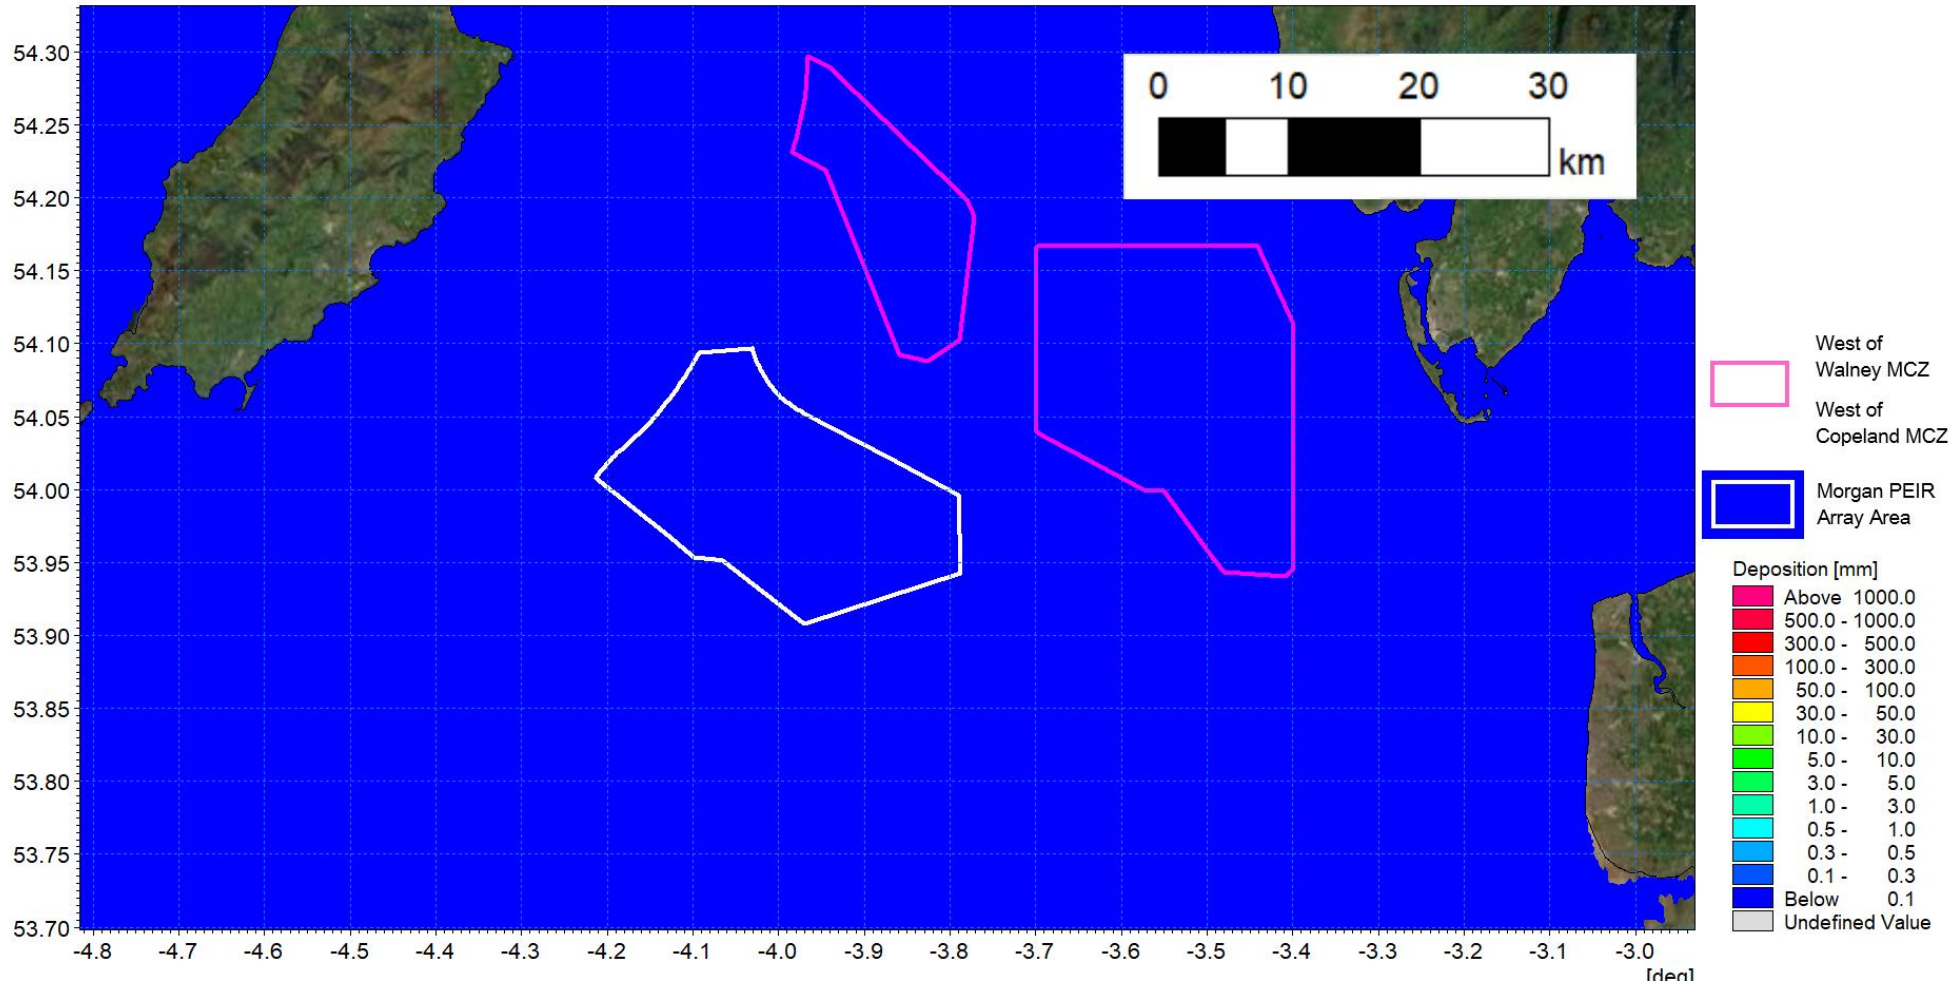 54.30
54.25
54.20
54.15
54.10
54.05
54.00
53.95
53.90
53.85
53.80
53.75
53.70
-4.8 -4.7 -4.6 -4.5 -4.4 -4.3 -4.2 -4.1 -4.0 -3.9 -3.8 -3.7 -3.6 -3.5 -3.4 -3.3 -3.2 -3.1 -3.0
[deg]
0 10 20 30
km
West of
Walney MCZ
West of
Copeland MCZ
Morgan PEIR
Array Area
Deposition [mm]
Above 1000.0
500.0 - 1000.0
300.0 - 500.0
100.0 - 300.0
50.0 - 100.0
30.0 - 50.0
10.0 - 30.0
5.0 - 10.0
3.0 - 5.0
1.0 - 3.0
0.5 - 1.0
0.3 - 0.5
0.1 - 0.3
Below 0.1
Undefined Value